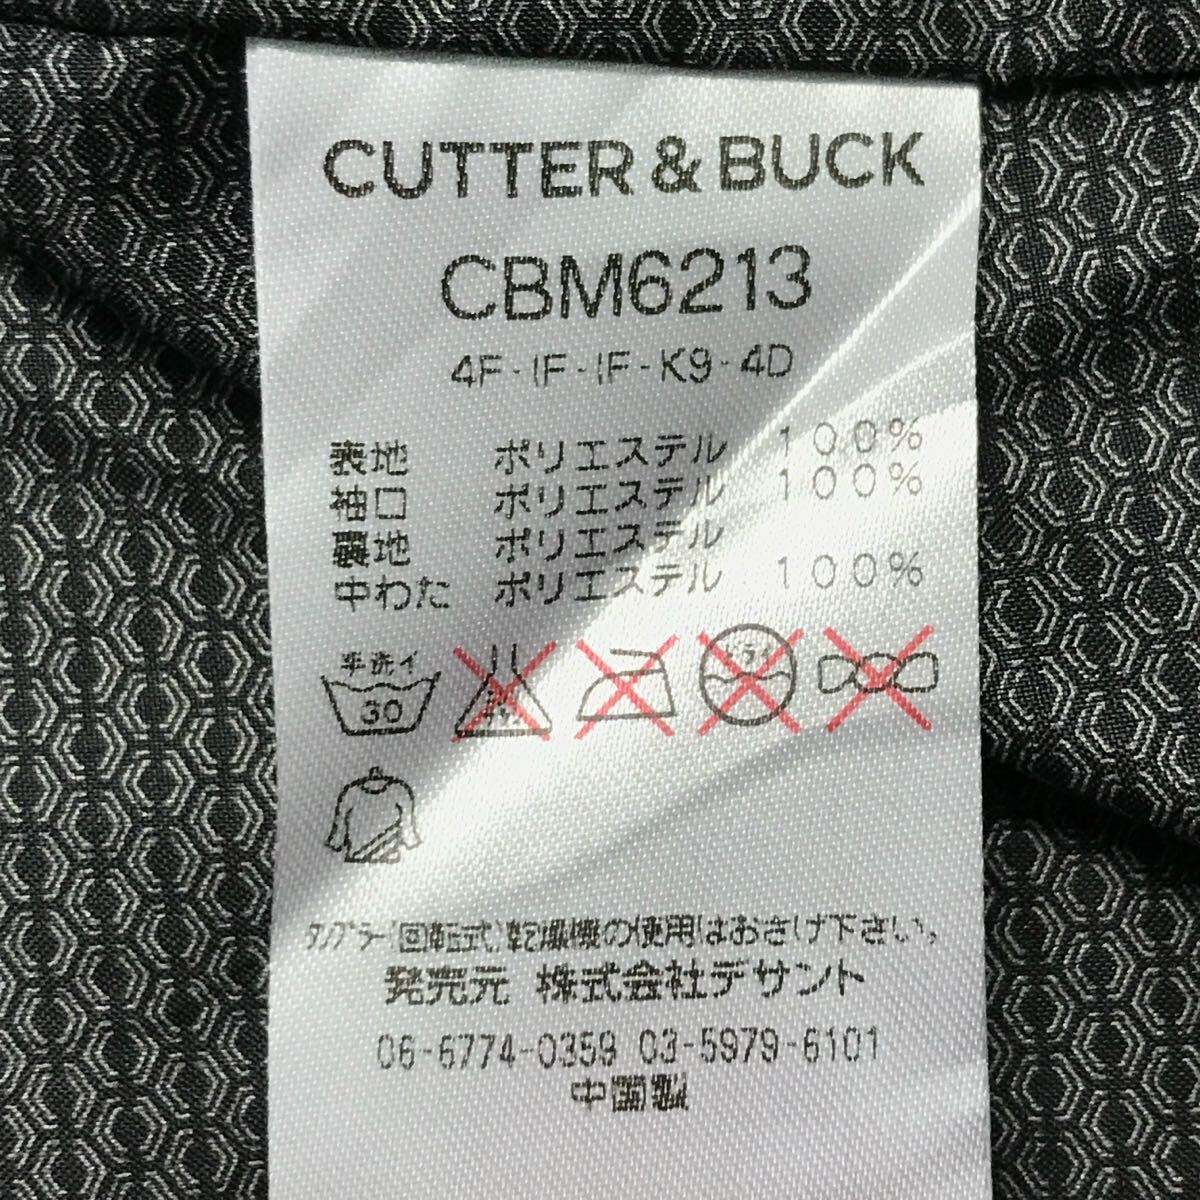 CUTTER & BUCK
CBM6213
4F-IF-IF-K9-4D
表地 ポリエステル 100%
袖口 ポリエステル 100%
裏地 ポリエステル
中わた ポリエステル 100%
手洗イ
30
ドライ
タンブラー(回転式)乾燥機の使用はおさけ下さい。
発売元 株式会社デサント
06-6774-0359 03-5979-6101
中国製